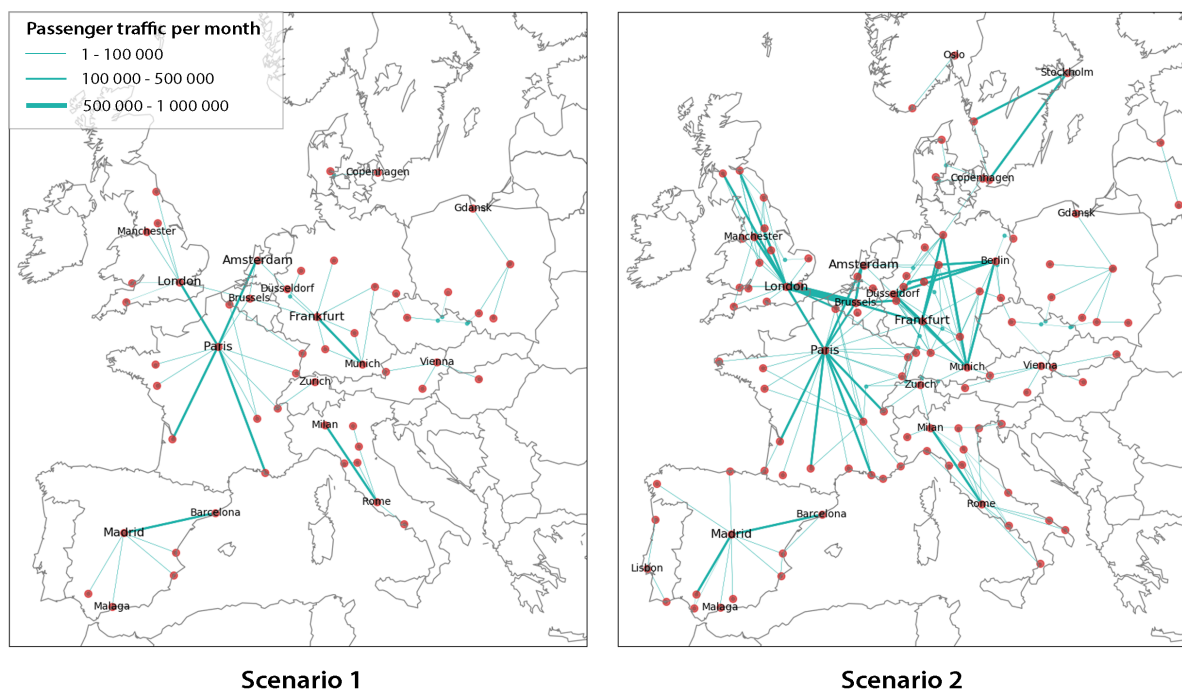 Passenger traffic per month
1 - 100 000
100 000 - 500 000
500 000 - 1 000 000
Copenhagen
Gdansk
Manchester
Amsterdam
London
Düsseldorf
Brussels
Frankfurt
Paris
Munich
Vienna
Zurich
Milan
Rome
Barcelona
Madrid
Malaga
Scenario 1
Oslo
Stockholm
Copenhagen
Gdansk
Manchester
Amsterdam
Berlin
London
Düsseldorf
Brussels
Frankfurt
Paris
Munich
Vienna
Zurich
Milan
Rome
Barcelona
Madrid
Lisbon
Malaga
Scenario 2